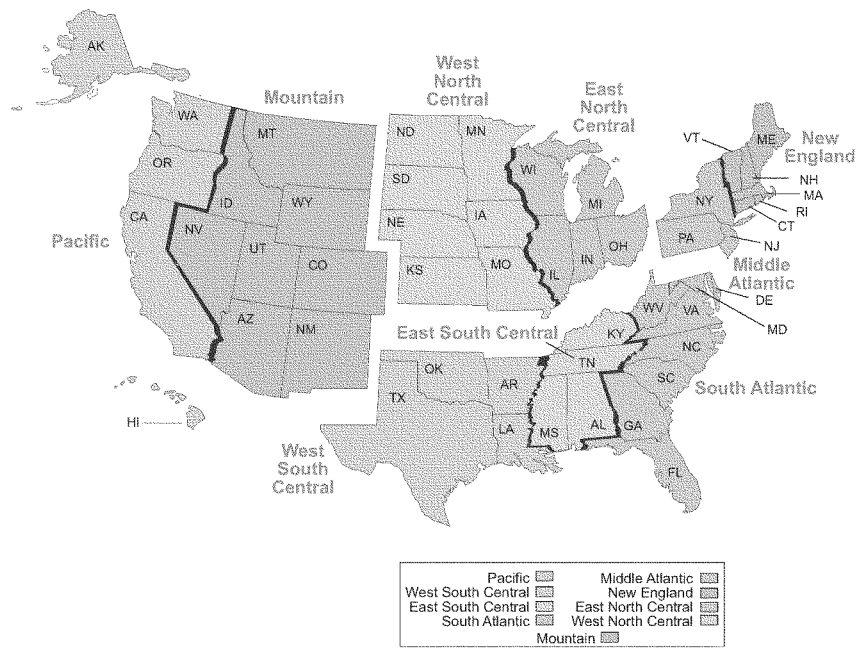 AK
West
North
Central
East
North
Central
Mountain
WA
MT
ND
MN
VT
ME
New
England
OR
ID
SD
WI
NH
MA
CA
WY
NE
IA
MI
NY
RI
CT
Pacific
NV
UT
CO
KS
MO
IL
IN
OH
PA
NJ
Middle
Atlantic
AZ
NM
East South Central
KY
WV
VA
DE
MD
TN
NC
OK
TX
AR
SC
South Atlantic
HI
LA
MS
AL
GA
West
South
Central
FL
Pacific
Middle Atlantic
West South Central
New England
East South Central
East North Central
South Atlantic
West North Central
Mountain